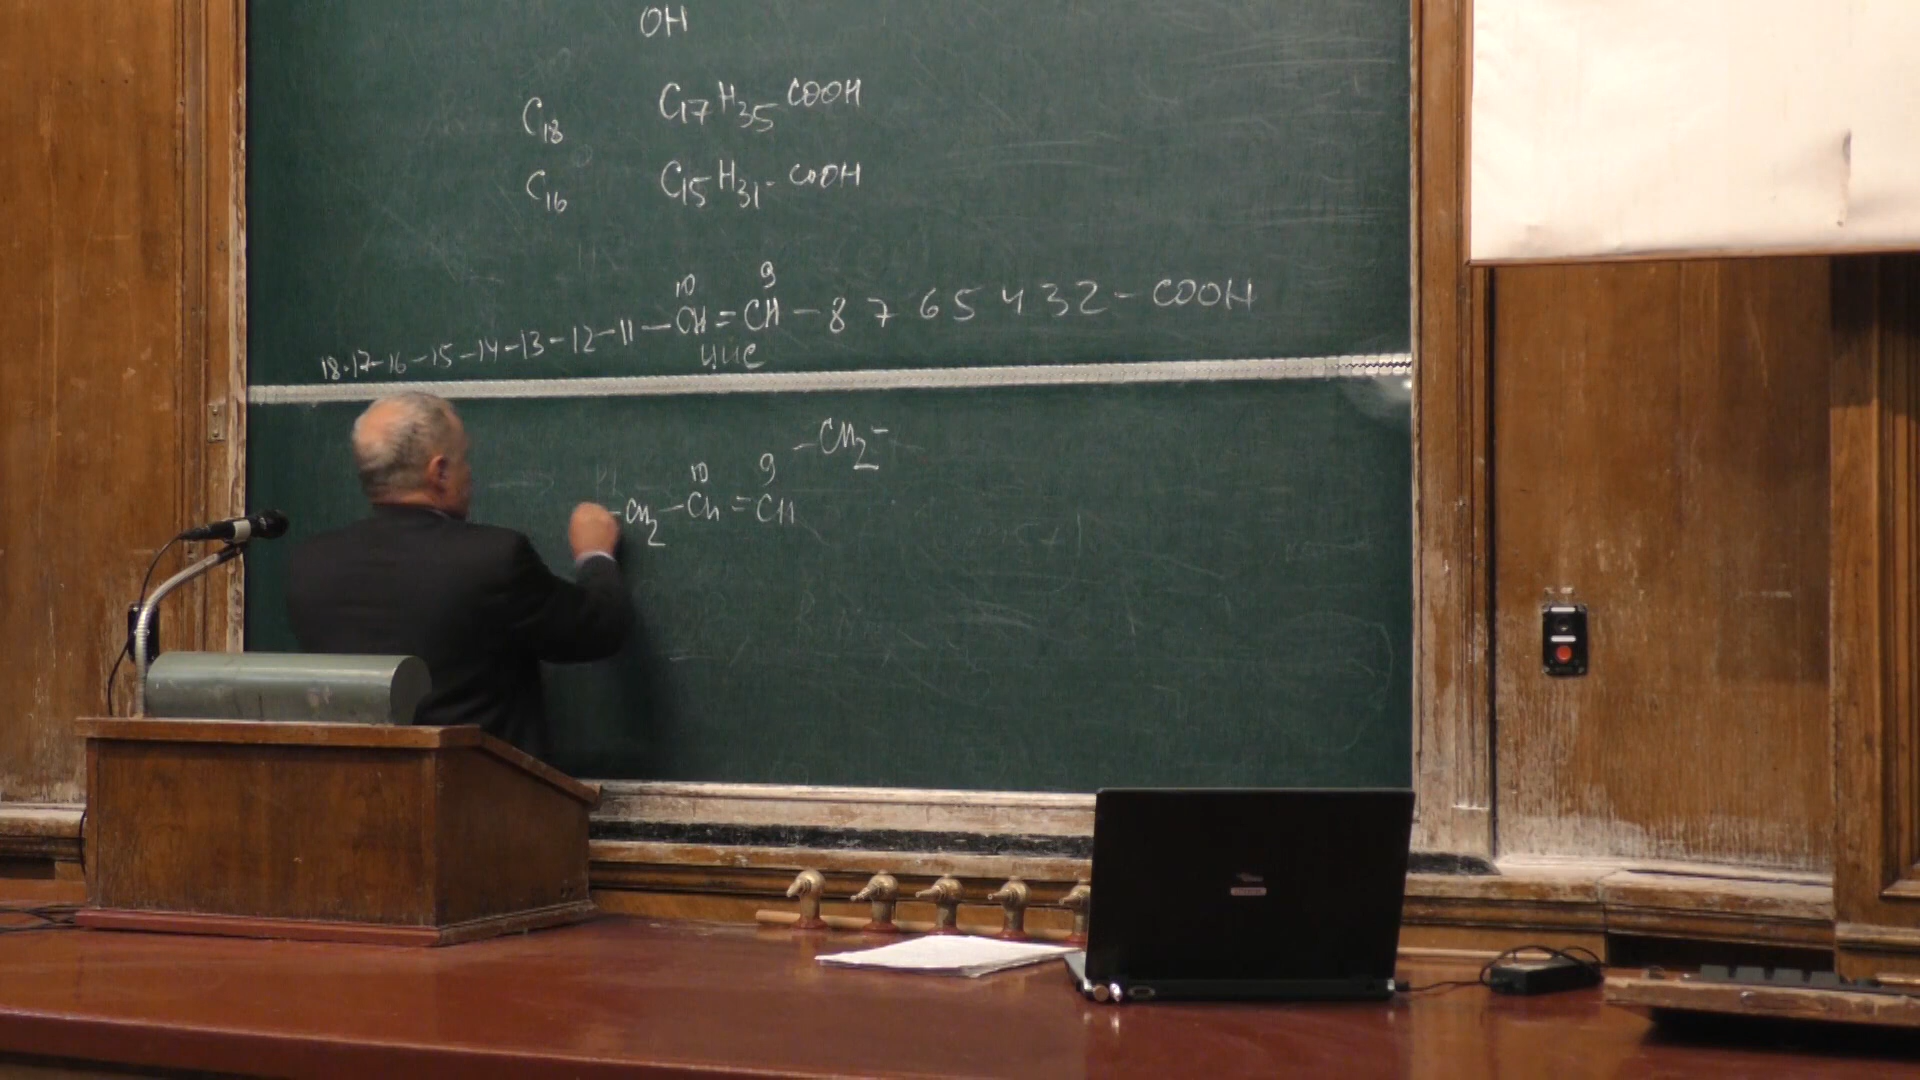 OH
C18 C17H35COOH
C16 C15H31-COOH
10 9
18-17-16-15-14-13-12-11-CH=CH-8 7 6 5 4 3 2-COOH
цис
-CH2-
10 9
-CH2-CH=CH